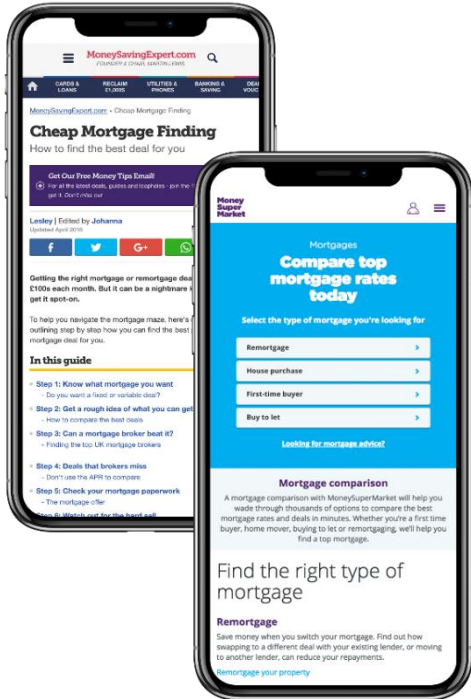 MoneySavingExpert.com
FOUNDER & CHAIR, MARTIN LEWIS
CARDS & LOANS
RECLAIM £1,000S
UTILITIES & PHONES
BANKING & SAVING
MoneySavingExpert.com • Cheap Mortgage Finding
Cheap Mortgage Finding
How to find the best deal for you
Get Our Free Money Tips Email!
For all the latest deals, guides and loopholes - join the
get it. Don't miss out
Lesley | Edited by Johanna
Updated April 2018
f
G+
Getting the right mortgage or remortgage
£100s each month. But it can be a nightmare
get it spot-on.
To help you navigate the mortgage maze, here's
outlining step by step how you can find the best
mortgage deal for you.
In this guide
Step 1: Know what mortgage you want
- Do you want a fixed or variable deal?
Step 2: Get a rough idea of what you can get
- How to compare the best deals
Step 3: Can a mortgage broker beat it?
- Finding the top UK mortgage brokers
Step 4: Deals that brokers miss
- Don't use the APR to compare
Step 5: Check your mortgage paperwork
- The mortgage offer
Step 6: Watch out for the hard sell
Money
Super
Market
Mortgages
Compare top
mortgage rates
today
Select the type of mortgage you're looking for
Remortgage
House purchase
First-time buyer
Buy to let
Looking for mortgage advice?
Mortgage comparison
A mortgage comparison with MoneySuperMarket will help you
wade through thousands of options to compare the best
mortgage rates and deals in minutes. Whether you're a first time
buyer, home mover, buying to let or remortgaging, we'll help you
find a top mortgage.
Find the right type of
mortgage
Remortgage
Save money when you switch your mortgage. Find out how
swapping to a different deal with your existing lender, or moving
to another lender, can reduce your repayments.
Remortgage your property